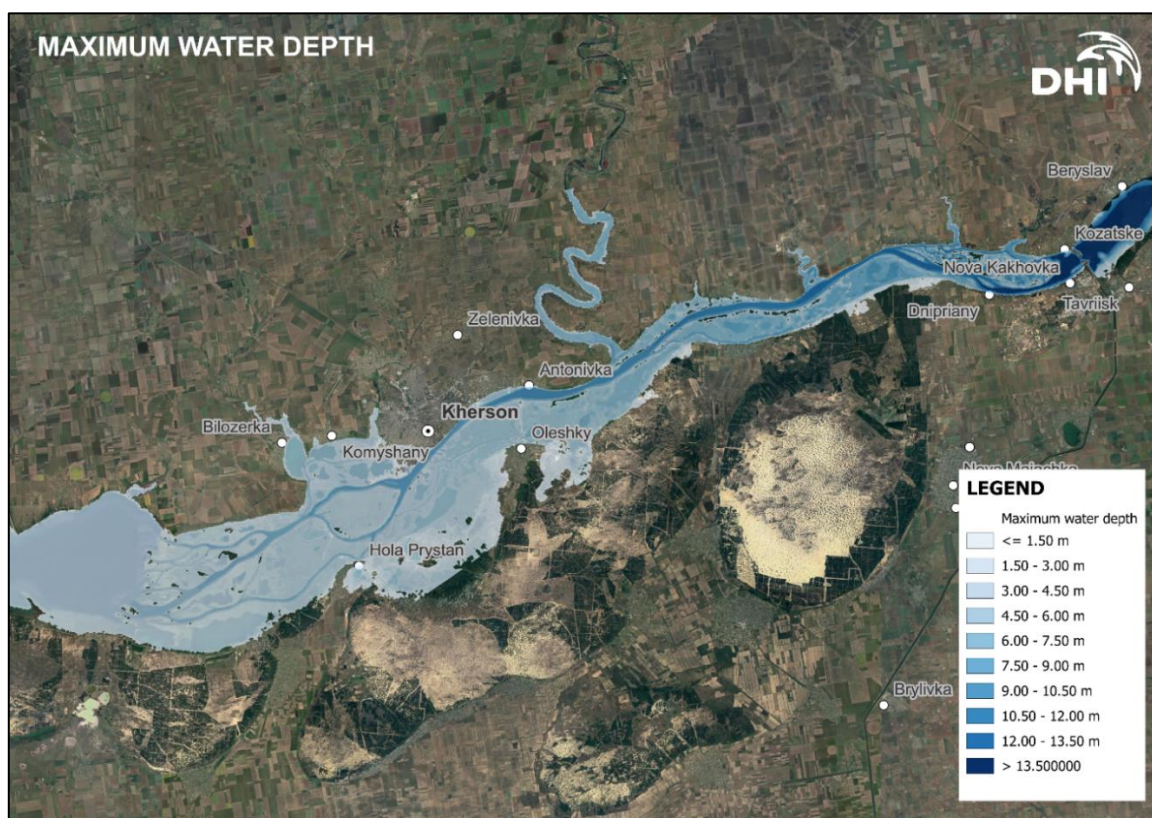 MAXIMUM WATER DEPTH
DHI
Beryslav
Kozatske
Nova Kakhovka
Tavriisk
Dnipriany
Zelenivka
Antonivka
Kherson
Bilozerka
Komyshany
Oleshky
Hola Prystan
Brylivka
LEGEND
Maximum water depth
<= 1.50 m
1.50 - 3.00 m
3.00 - 4.50 m
4.50 - 6.00 m
6.00 - 7.50 m
7.50 - 9.00 m
9.00 - 10.50 m
10.50 - 12.00 m
12.00 - 13.50 m
> 13.500000